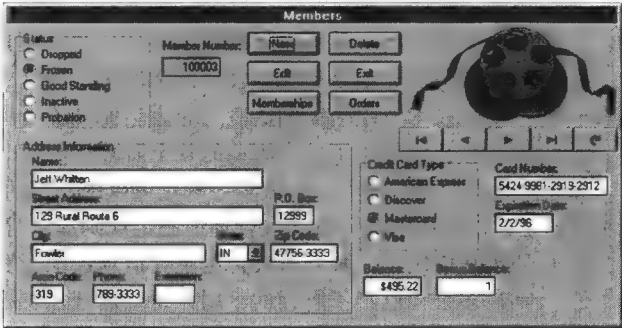 Members
Status
Dropped
Frozen
Good Standing
Inactive
Probation
Member Number:
100003
New
Delete
Edit
Exit
Memberships
Orders
Address Information
Name:
Jeff Whitten
Street Address:
P.O. Box:
129 Rural Route 6
12999
City:
State:
Zip Code:
Fowler
IN
47756-3333
Area Code:
Phone:
Extension:
319
789-3333
Credit Card Type
American Express
Discover
Mastercard
Visa
Card Number:
5424-9981-2919-2912
Expiration Date:
2/2/96
Balance:
$495.22
1